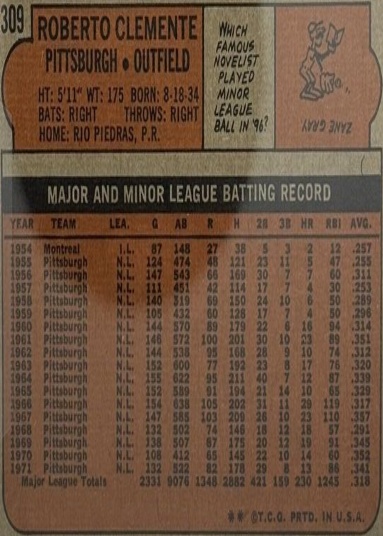 309
ROBERTO CLEMENTE
PITTSBURGH • OUTFIELD
HT: 5'11" WT: 175 BORN: 8-18-34
BATS: RIGHT THROWS: RIGHT
HOME: RIO PIEDRAS, P.R.
WHICH
FAMOUS
NOVELIST
PLAYED
MINOR
LEAGUE
BALL IN '96?
ZANE GRAY
MAJOR AND MINOR LEAGUE BATTING RECORD
YEAR TEAM LEA. G AB R H 2B 3B HR RBI AVG.
1954 Montreal I.L. 87 148 27 38 5 3 2 12 .257
1955 Pittsburgh N.L. 124 474 48 121 23 11 5 47 .255
1956 Pittsburgh N.L. 147 543 66 169 30 7 7 60 .311
1957 Pittsburgh N.L. 111 451 42 114 17 7 4 30 .253
1958 Pittsburgh N.L. 140 519 69 150 24 10 6 50 .289
1959 Pittsburgh N.L. 105 432 60 128 17 7 4 50 .296
1960 Pittsburgh N.L. 144 570 89 179 22 6 16 94 .314
1961 Pittsburgh N.L. 146 572 100 201 30 10 23 89 .351
1962 Pittsburgh N.L. 144 538 95 168 28 9 10 74 .312
1963 Pittsburgh N.L. 152 600 77 192 23 8 17 76 .320
1964 Pittsburgh N.L. 155 622 95 211 40 7 12 87 .339
1965 Pittsburgh N.L. 152 589 91 194 21 14 10 65 .329
1966 Pittsburgh N.L. 154 638 105 202 31 11 29 119 .317
1967 Pittsburgh N.L. 147 585 103 209 26 10 23 110 .357
1968 Pittsburgh N.L. 132 502 74 146 18 12 18 57 .291
1969 Pittsburgh N.L. 138 507 87 175 20 12 19 91 .345
1970 Pittsburgh N.L. 108 412 65 145 22 10 14 60 .352
1971 Pittsburgh N.L. 132 522 82 178 29 8 13 86 .341
Major League Totals 2331 9076 1348 2882 421 159 230 1245 .318
** ©T.C.G. PRTD. IN U.S.A.